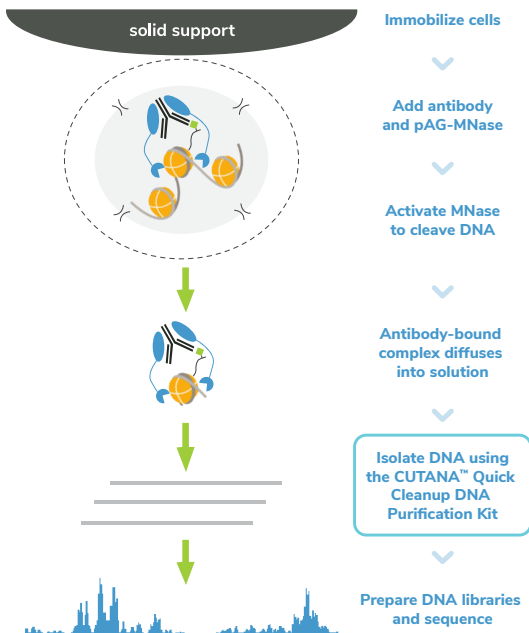 solid support
Immobilize cells
Add antibody
and pAG-MNase
Activate MNase
to cleave DNA
Antibody-bound
complex diffuses
into solution
Isolate DNA using
the CUTANA™ Quick
Cleanup DNA
Purification Kit
Prepare DNA libraries
and sequence